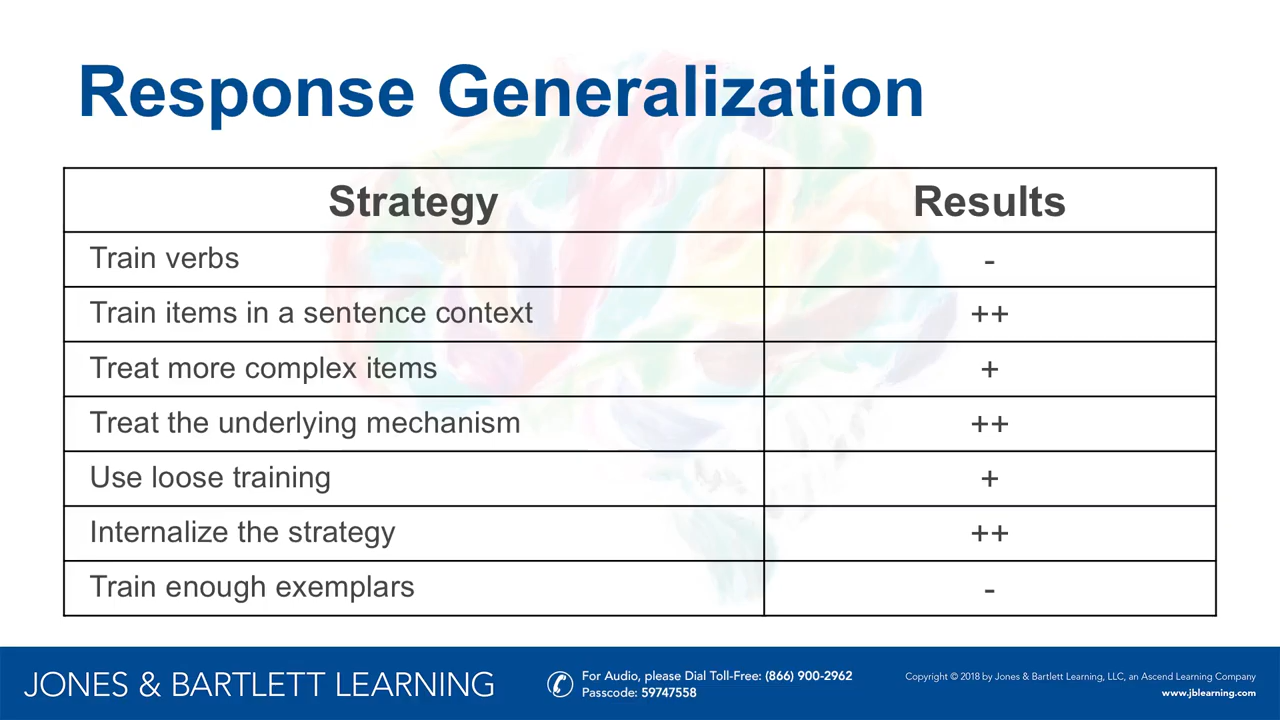 Response Generalization
Strategy Results
Train verbs -
Train items in a sentence context ++
Treat more complex items +
Treat the underlying mechanism ++
Use loose training +
Internalize the strategy ++
Train enough exemplars -
JONES & BARTLETT LEARNING
For Audio, please Dial Toll-Free: (866) 900-2962
Passcode: 59747558
Copyright © 2018 by Jones & Bartlett Learning, LLC, an Ascend Learning Company
www.jblearning.com